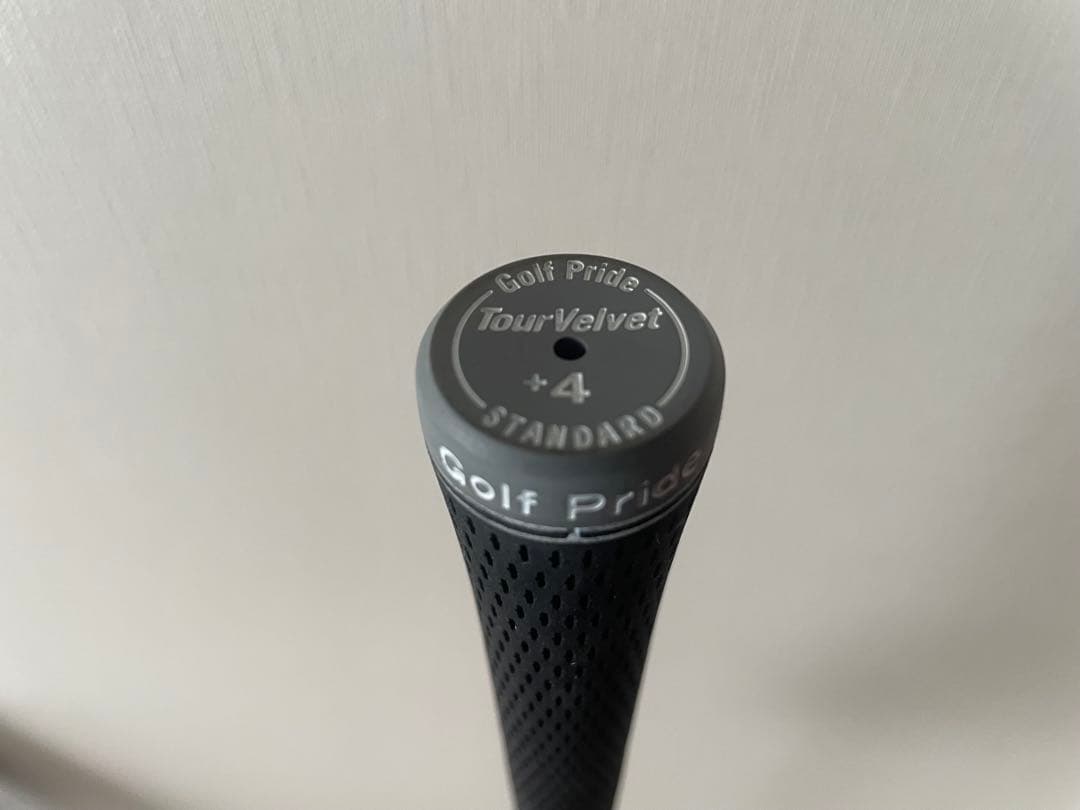 Golf Pride
TourVelvet
+4
STANDARD
Golf Pride